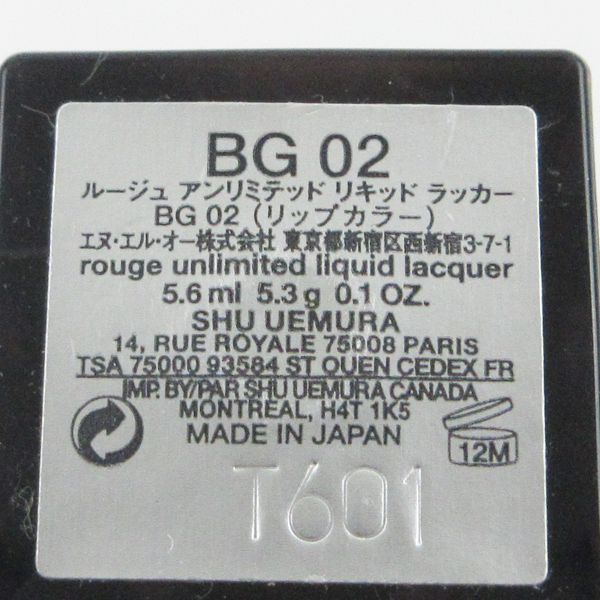 BG 02
ルージュ アンリミテッド リキッド ラッカー
BG 02 (リップカラー)
エヌ・エル・オー株式会社 東京都新宿区西新宿3-7-1
rouge unlimited liquid lacquer
5.6 ml 5.3 g 0.1 OZ.
SHU UEMURA
14, RUE ROYALE 75008 PARIS
TSA 75000 93584 ST OUEN CEDEX FR
IMP. BY/PAR SHU UEMURA CANADA
MONTREAL, H4T 1K5
MADE IN JAPAN
12M
T601